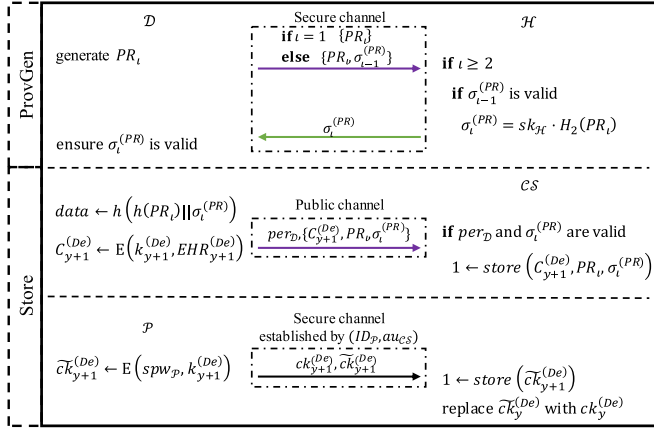 𝒟
Secure channel
ℋ
generate PR_ι
if ι = 1 {PR_ι}
else {PR_ι, σ_{ι−1}^{(PR)}}
if ι ≥ 2
if σ_{ι−1}^{(PR)} is valid
σ_ι^{(PR)}
σ_ι^{(PR)} = sk_ℋ · H_2(PR_ι)
ensure σ_ι^{(PR)} is valid
ProvGen
𝒞𝒮
data ← h(h(PR_ι)||σ_ι^{(PR)})
Public channel
C_{y+1}^{(De)} ← E(k_{y+1}^{(De)}, EHR_{y+1}^{(De)})
per_𝒟, {C_{y+1}^{(De)}, PR_ι, σ_ι^{(PR)}}
if per_𝒟 and σ_ι^{(PR)} are valid
1 ← store(C_{y+1}^{(De)}, PR_ι, σ_ι^{(PR)})
Store
𝒫
Secure channel
established by (ID_𝒫, au_𝒞𝒮)
c̃k_{y+1}^{(De)} ← E(spw_𝒫, k_{y+1}^{(De)})
ck_{y+1}^{(De)}, c̃k_{y+1}^{(De)}
1 ← store(c̃k_{y+1}^{(De)})
replace c̃k_y^{(De)} with ck_y^{(De)}